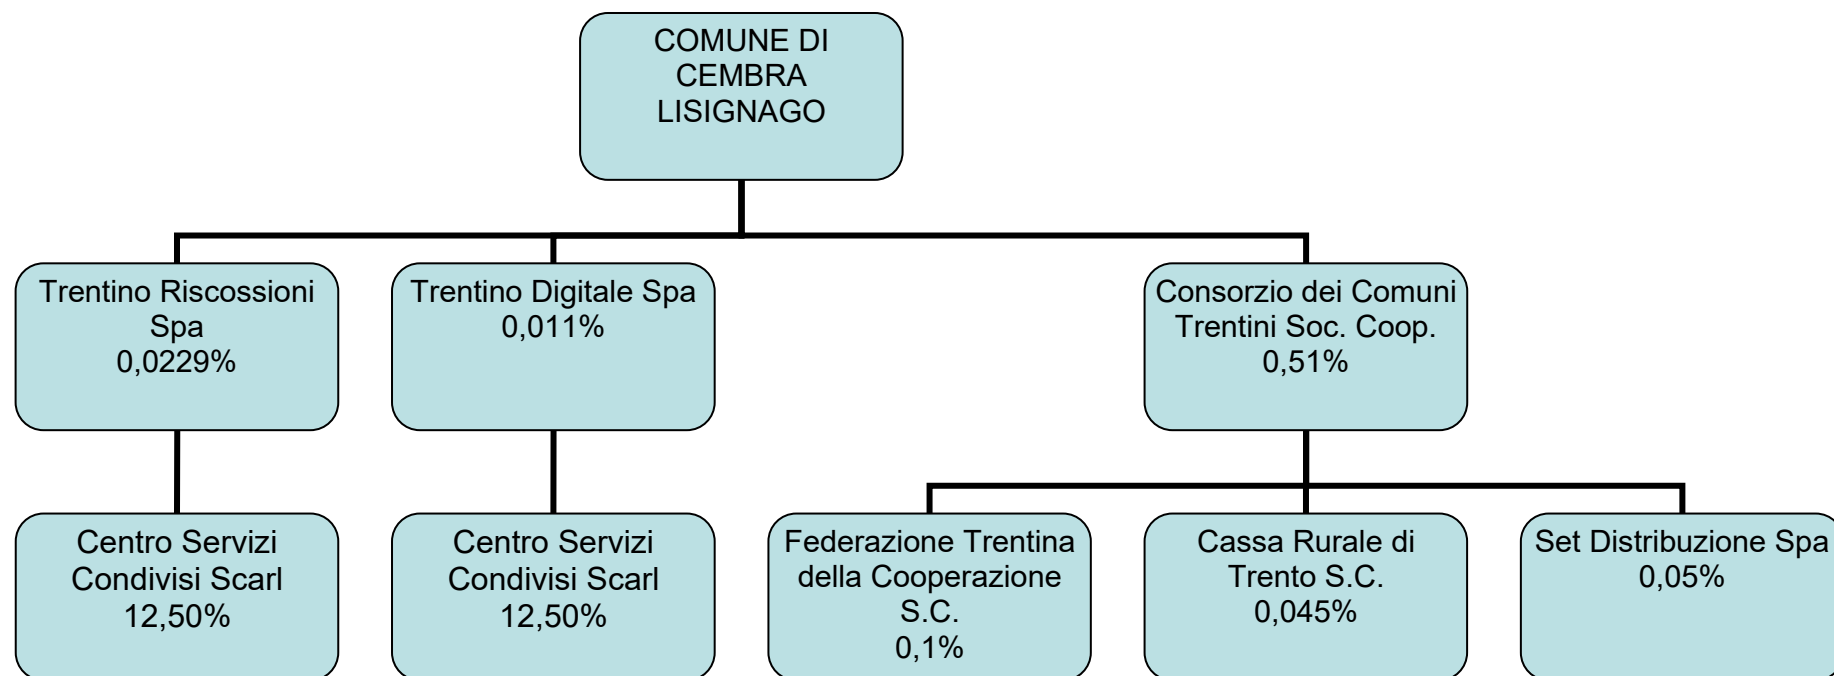 COMUNE DI
CEMBRA
LISIGNAGO
Trentino Riscossioni
Spa
0,0229%
Trentino Digitale Spa
0,011%
Consorzio dei Comuni
Trentini Soc. Coop.
0,51%
Centro Servizi
Condivisi Scarl
12,50%
Centro Servizi
Condivisi Scarl
12,50%
Federazione Trentina
della Cooperazione
S.C.
0,1%
Cassa Rurale di
Trento S.C.
0,045%
Set Distribuzione Spa
0,05%